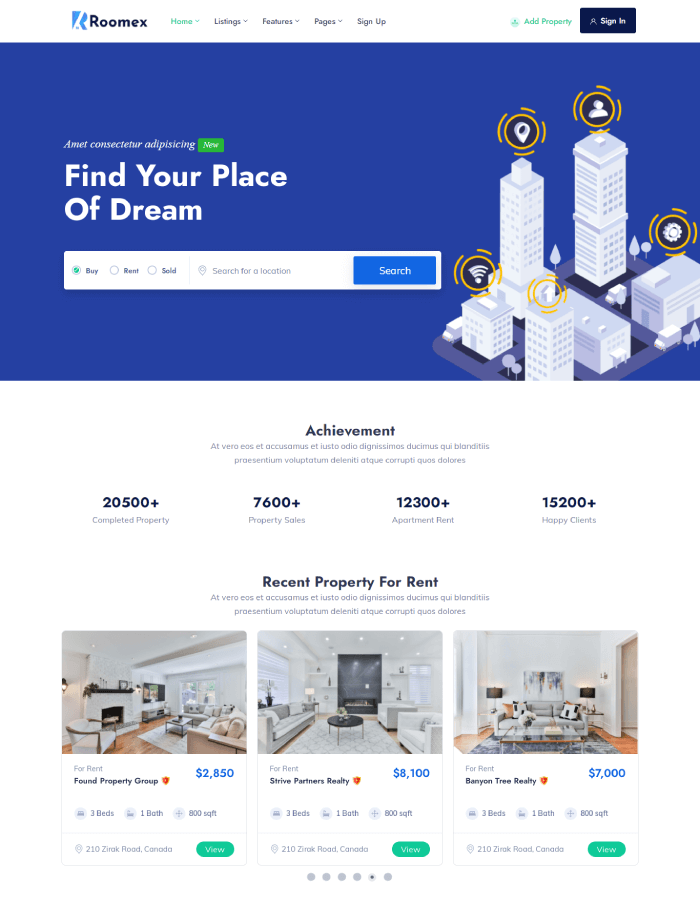 Roomex
Home
Listings
Features
Pages
Sign Up
Add Property
Sign In
Amet consectetur adipisicing New
Find Your Place
Of Dream
Buy
Rent
Sold
Search for a location
Search
Achievement
At vero eos et accusamus et iusto odio dignissimos ducimus qui blanditiis
praesentium voluptatum deleniti atque corrupti quos dolores
20500+
7600+
12300+
15200+
Completed Property
Property Sales
Apartment Rent
Happy Clients
Recent Property For Rent
At vero eos et accusamus et iusto odio dignissimos ducimus qui blanditiis
praesentium voluptatum deleniti atque corrupti quos dolores
For Rent
Found Property Group
$2,850
3 Beds
1 Bath
800 sqft
210 Zirak Road, Canada
View
For Rent
Strive Partners Realty
$8,100
3 Beds
1 Bath
800 sqft
210 Zirak Road, Canada
View
For Rent
Banyon Tree Realty
$7,000
3 Beds
1 Bath
800 sqft
210 Zirak Road, Canada
View